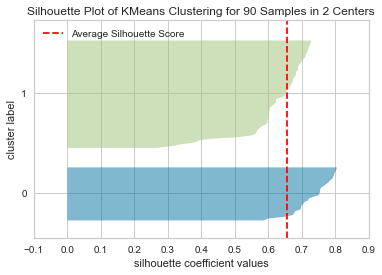 Silhouette Plot of KMeans Clustering for 90 Samples in 2 Centers
Average Silhouette Score
1
cluster label
0
-0.1 0.0 0.1 0.2 0.3 0.4 0.5 0.6 0.7 0.8 0.9
silhouette coefficient values